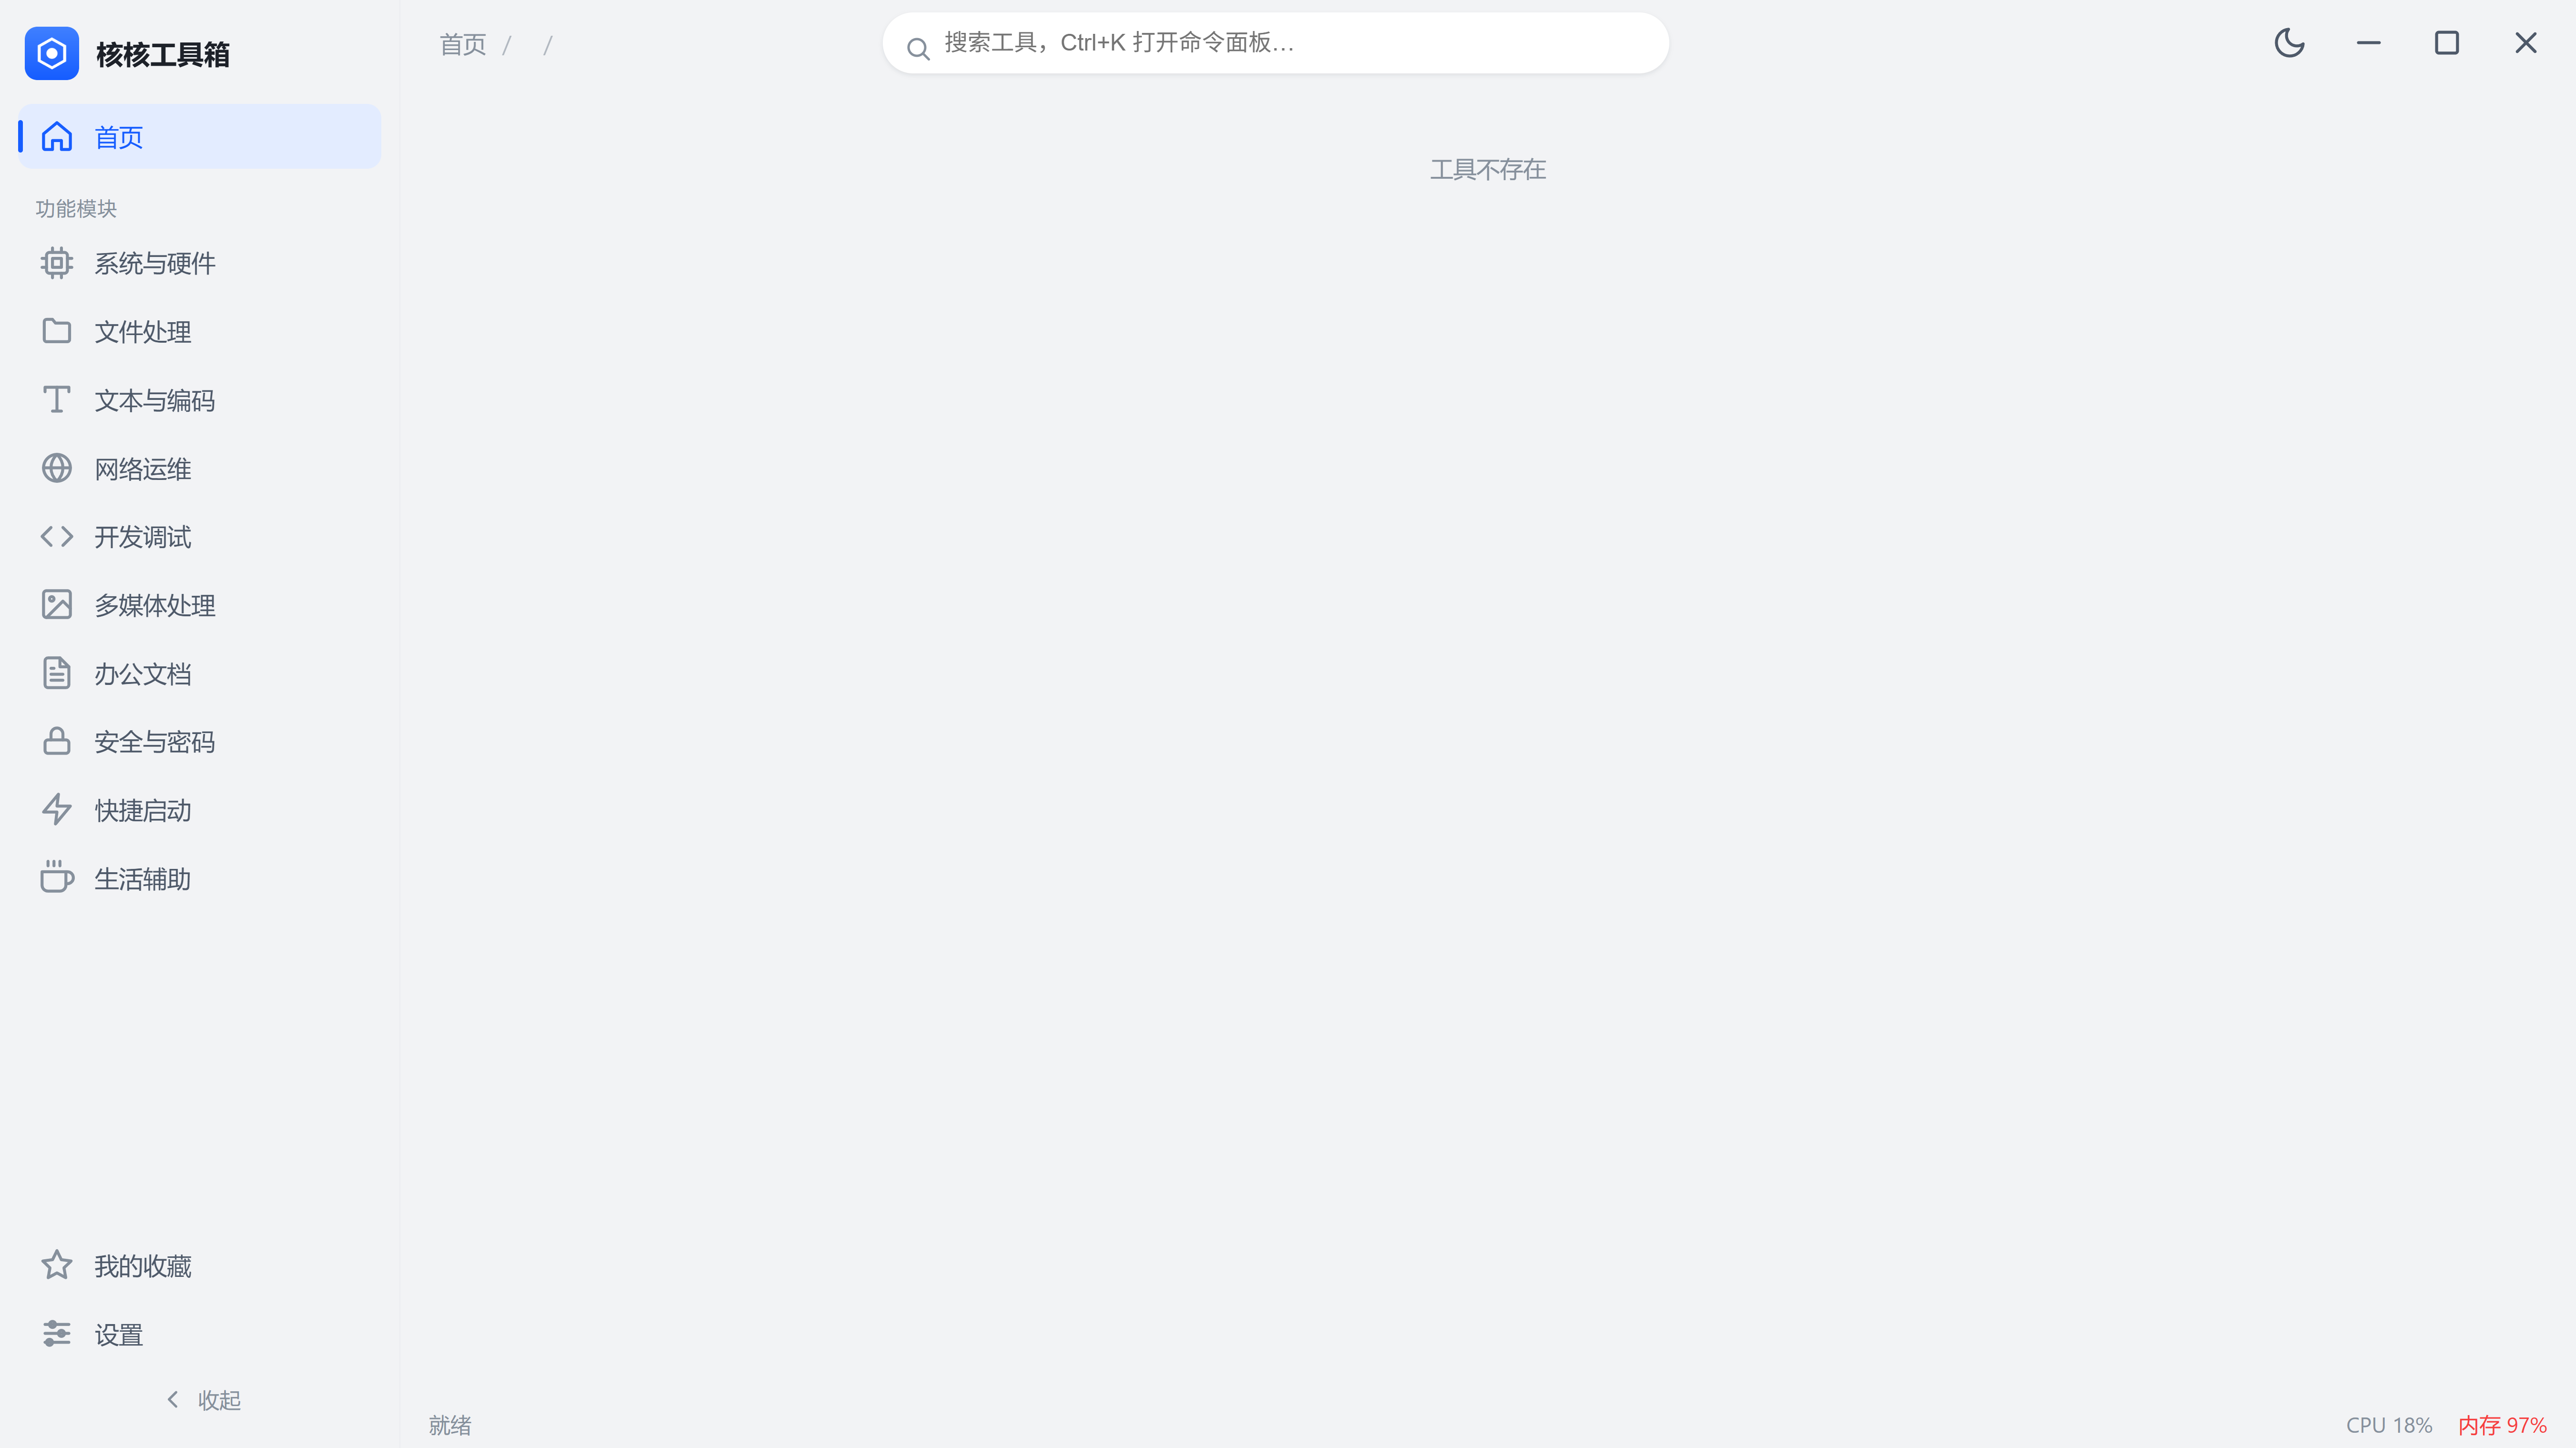 核核工具箱
首页 / /
搜索工具，Ctrl+K 打开命令面板…
首页
功能模块
系统与硬件
文件处理
文本与编码
网络运维
开发调试
多媒体处理
办公文档
安全与密码
快捷启动
生活辅助
我的收藏
设置
收起
工具不存在
就绪
CPU 18% 内存 97%